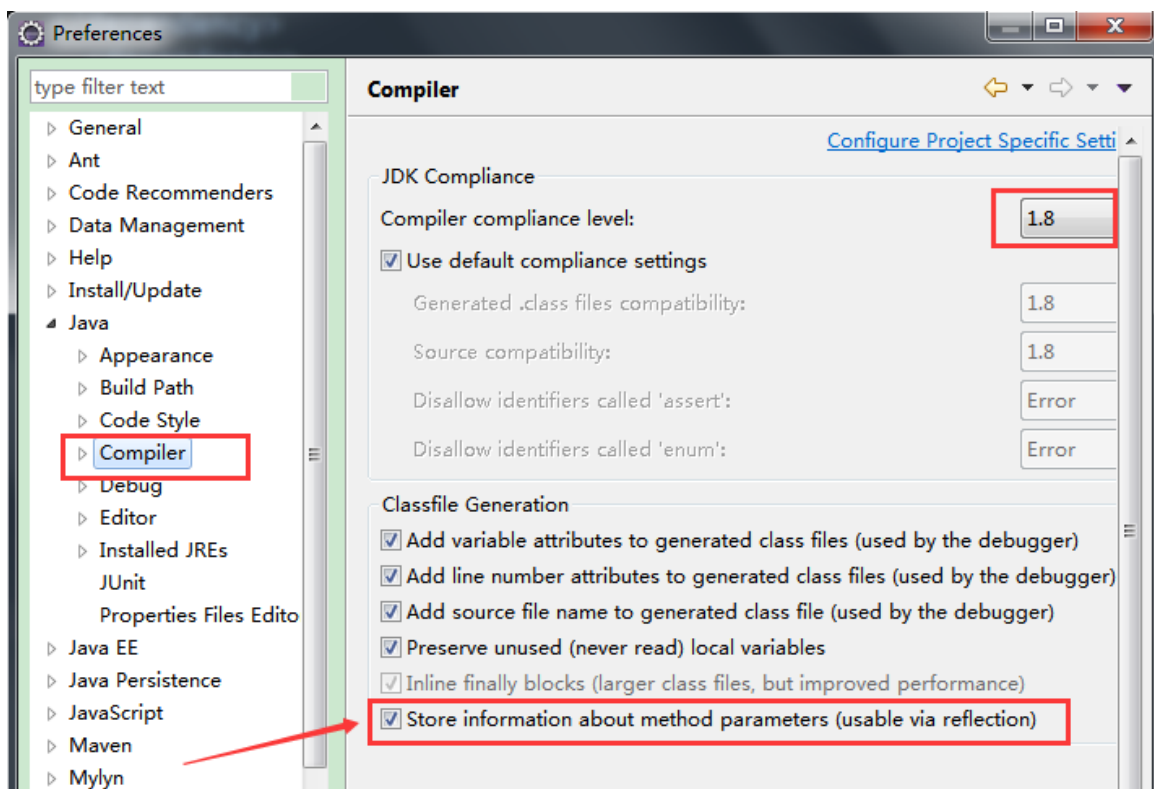 Preferences
type filter text
General
Ant
Code Recommenders
Data Management
Help
Install/Update
Java
Appearance
Build Path
Code Style
Compiler
Debug
Editor
Installed JREs
JUnit
Properties Files Edito
Java EE
Java Persistence
JavaScript
Maven
Mylyn
Compiler
Configure Project Specific Setti
JDK Compliance
Compiler compliance level: 1.8
Use default compliance settings
Generated .class files compatibility: 1.8
Source compatibility: 1.8
Disallow identifiers called 'assert': Error
Disallow identifiers called 'enum': Error
Classfile Generation
Add variable attributes to generated class files (used by the debugger)
Add line number attributes to generated class files (used by the debugger)
Add source file name to generated class file (used by the debugger)
Preserve unused (never read) local variables
Inline finally blocks (larger class files, but improved performance)
Store information about method parameters (usable via reflection)